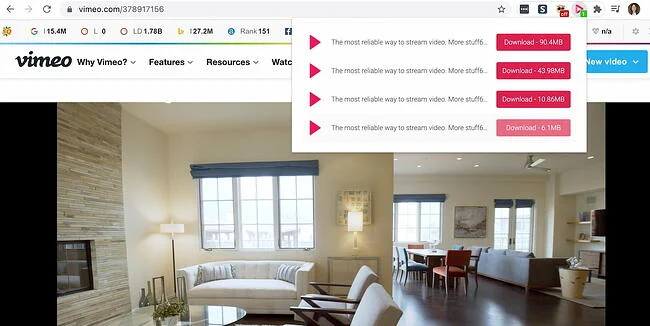 vimeo.com/378917156
off
1
I 15.4M
L 0
LD 1.78B
I 27.2M
Rank 151
n/a
vimeo
Why Vimeo?
Features
Resources
Watc
New video
The most reliable way to stream video. More stuff6...
Download - 90.4MB
The most reliable way to stream video. More stuff6...
Download - 43.98MB
The most reliable way to stream video. More stuff6...
Download - 10.86MB
The most reliable way to stream video. More stuff6...
Download - 6.1MB